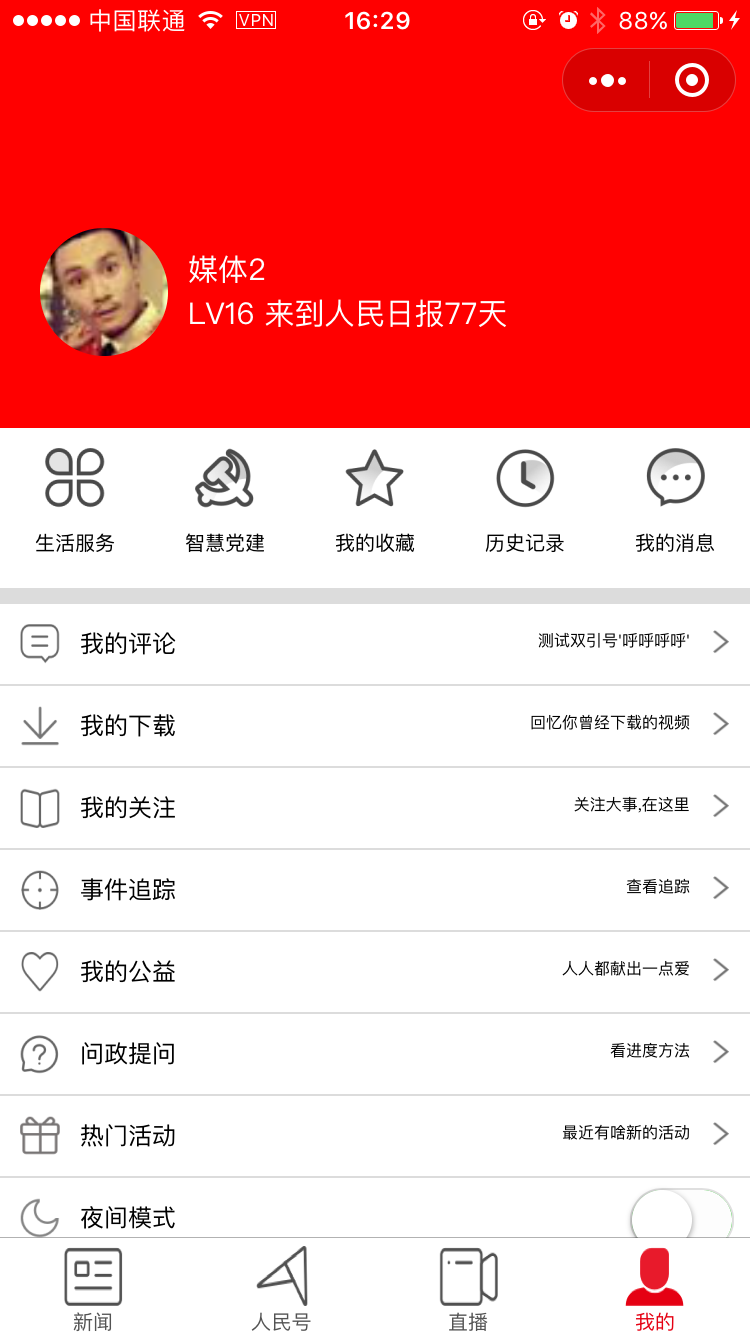 中国联通 VPN 16:29 88%
媒体2
LV16 来到人民日报77天
生活服务 智慧党建 我的收藏 历史记录 我的消息
我的评论 测试双引号'呼呼呼呼'
我的下载 回忆你曾经下载的视频
我的关注 关注大事,在这里
事件追踪 查看追踪
我的公益 人人都献出一点爱
问政提问 看进度方法
热门活动 最近有啥新的活动
夜间模式
新闻 人民号 直播 我的